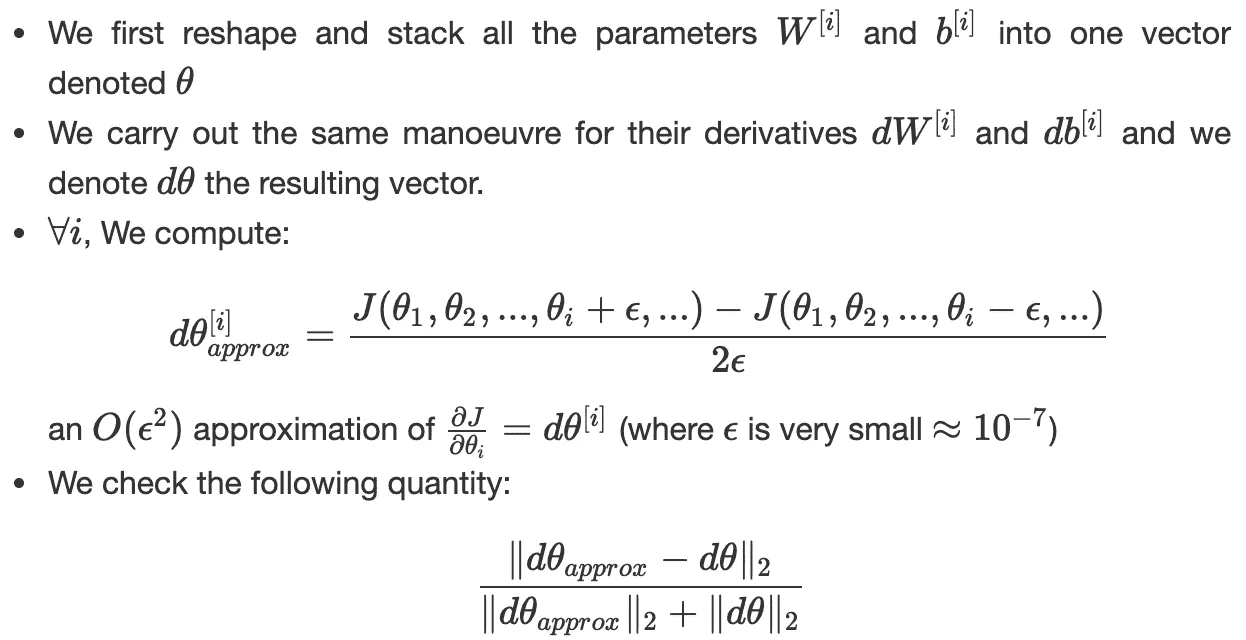 • We first reshape and stack all the parameters $W^{[i]}$ and $b^{[i]}$ into one vector
denoted $\theta$
• We carry out the same manoeuvre for their derivatives $dW^{[i]}$ and $db^{[i]}$ and we
denote $d\theta$ the resulting vector.
• $\forall i$, We compute:
$d\theta^{[i]}_{approx} = \frac{J(\theta_1, \theta_2, ..., \theta_i + \epsilon, ...) - J(\theta_1, \theta_2, ..., \theta_i - \epsilon, ...)}{2\epsilon}$
an $O(\epsilon^2)$ approximation of $\frac{\partial J}{\partial \theta_i} = d\theta^{[i]}$ (where $\epsilon$ is very small $\approx 10^{-7}$)
• We check the following quantity:
$\frac{\|d\theta_{approx} - d\theta\|_2}{\|d\theta_{approx}\|_2 + \|d\theta\|_2}$